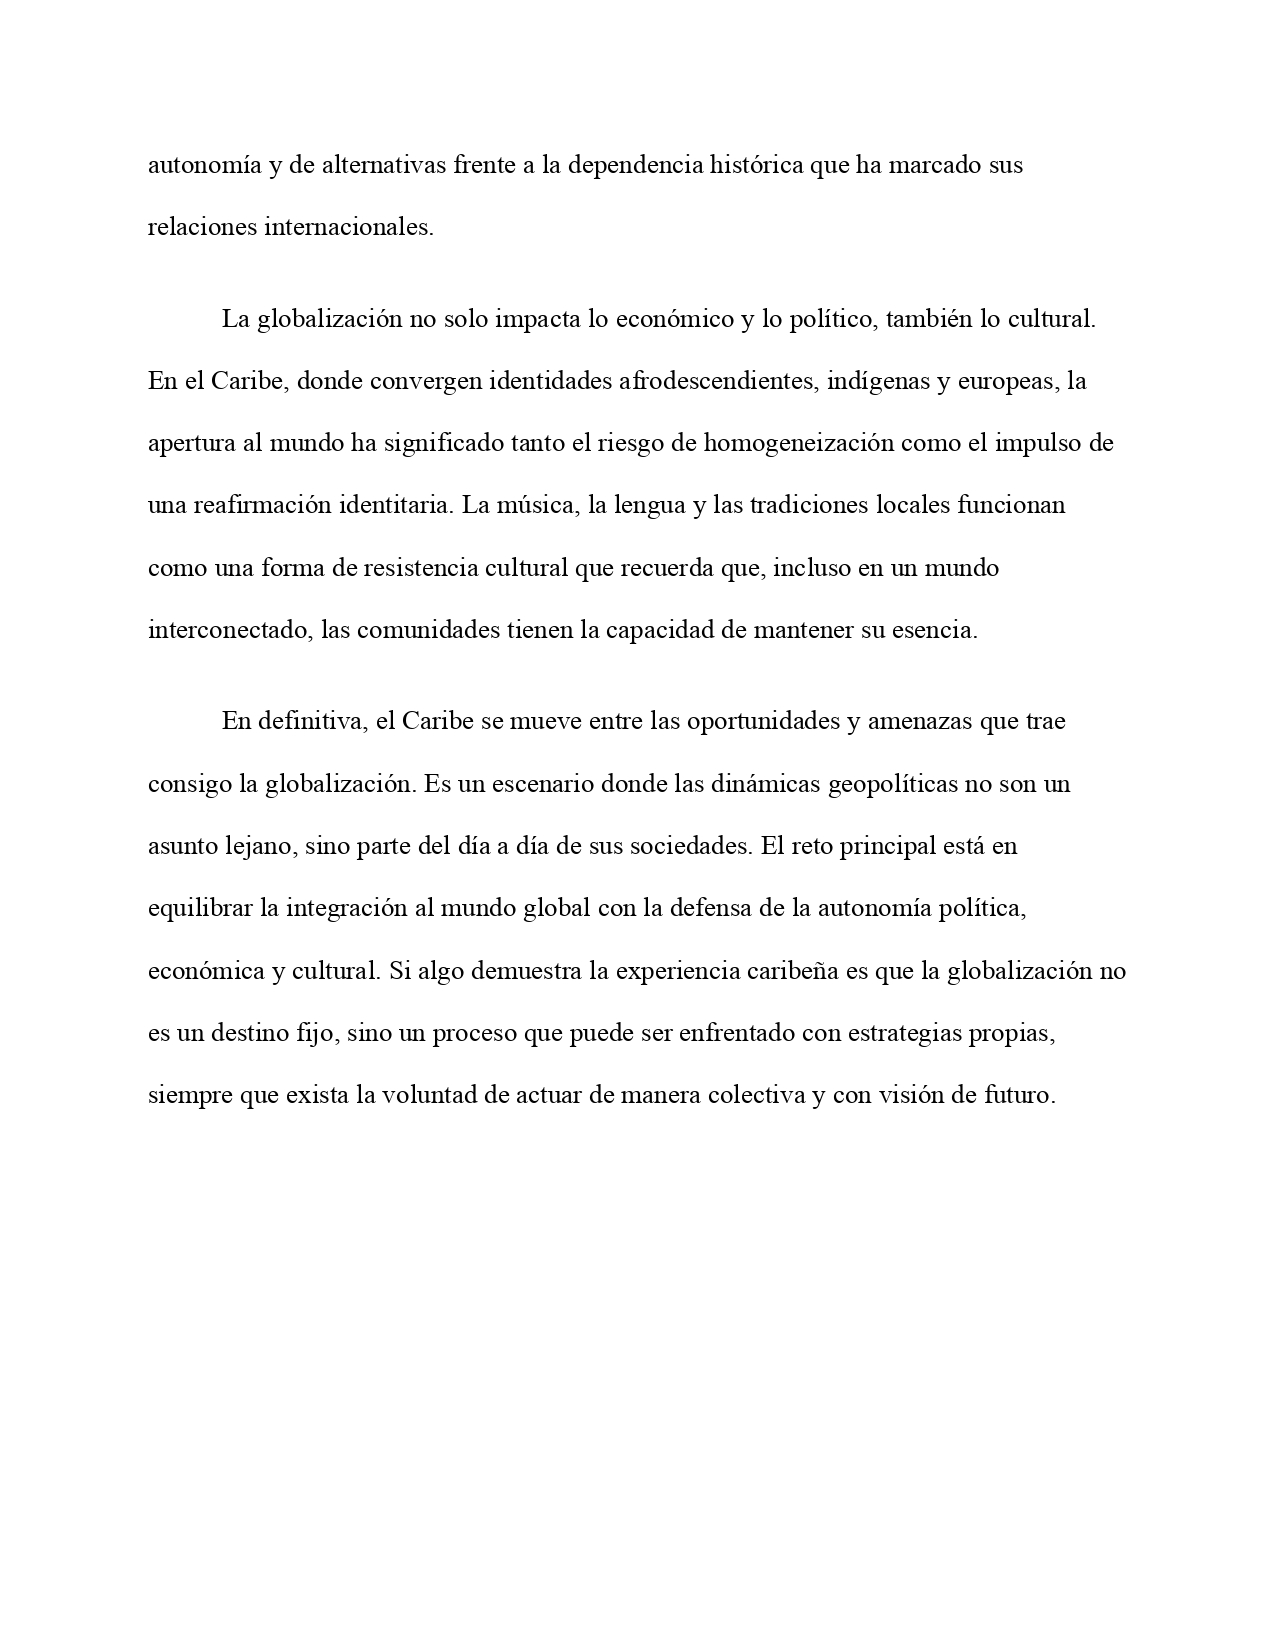 autonomía y de alternativas frente a la dependencia histórica que ha marcado sus
relaciones internacionales.
La globalización no solo impacta lo económico y lo político, también lo cultural.
En el Caribe, donde convergen identidades afrodescendientes, indígenas y europeas, la
apertura al mundo ha significado tanto el riesgo de homogeneización como el impulso de
una reafirmación identitaria. La música, la lengua y las tradiciones locales funcionan
como una forma de resistencia cultural que recuerda que, incluso en un mundo
interconectado, las comunidades tienen la capacidad de mantener su esencia.
En definitiva, el Caribe se mueve entre las oportunidades y amenazas que trae
consigo la globalización. Es un escenario donde las dinámicas geopolíticas no son un
asunto lejano, sino parte del día a día de sus sociedades. El reto principal está en
equilibrar la integración al mundo global con la defensa de la autonomía política,
económica y cultural. Si algo demuestra la experiencia caribeña es que la globalización no
es un destino fijo, sino un proceso que puede ser enfrentado con estrategias propias,
siempre que exista la voluntad de actuar de manera colectiva y con visión de futuro.